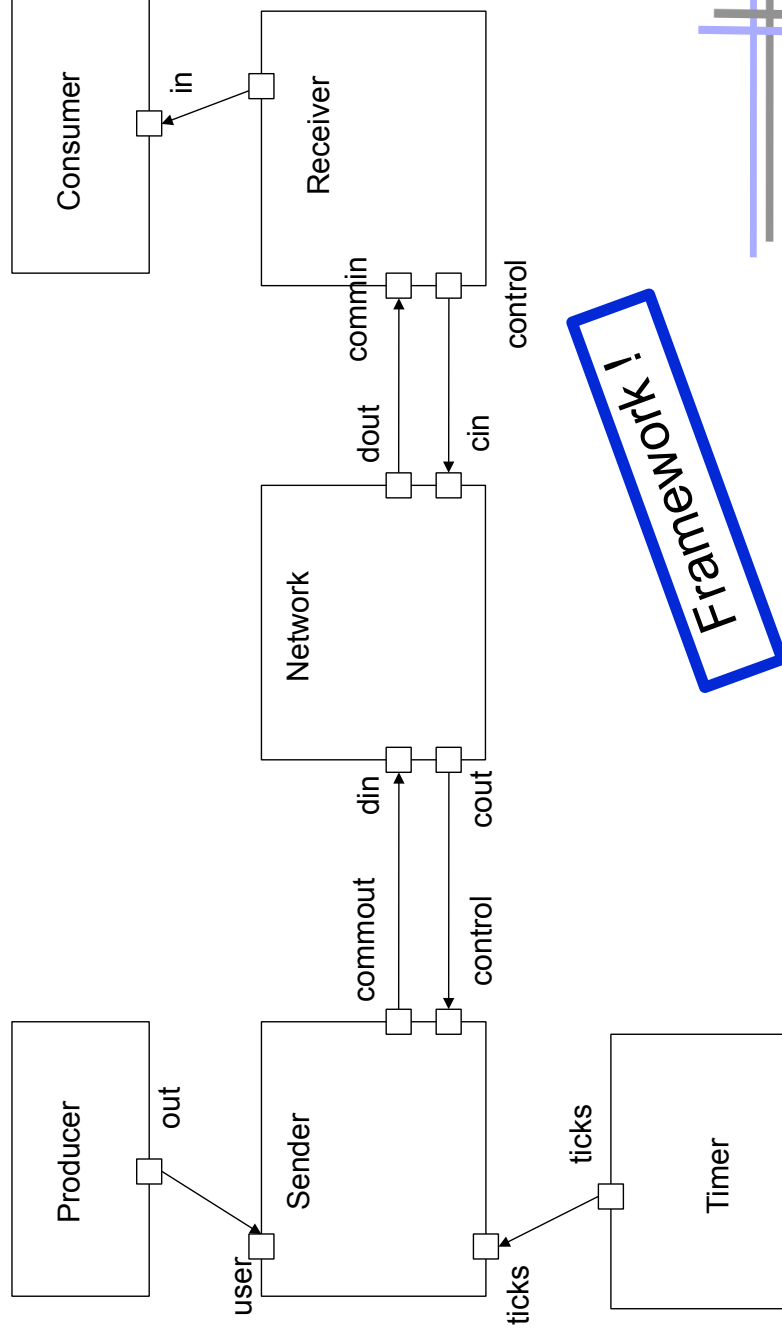 Producer
Consumer
out
in
user
Sender
commout
din
Network
dout
commin
Receiver
control
cout
cin
control
ticks
ticks
Timer
Framework !